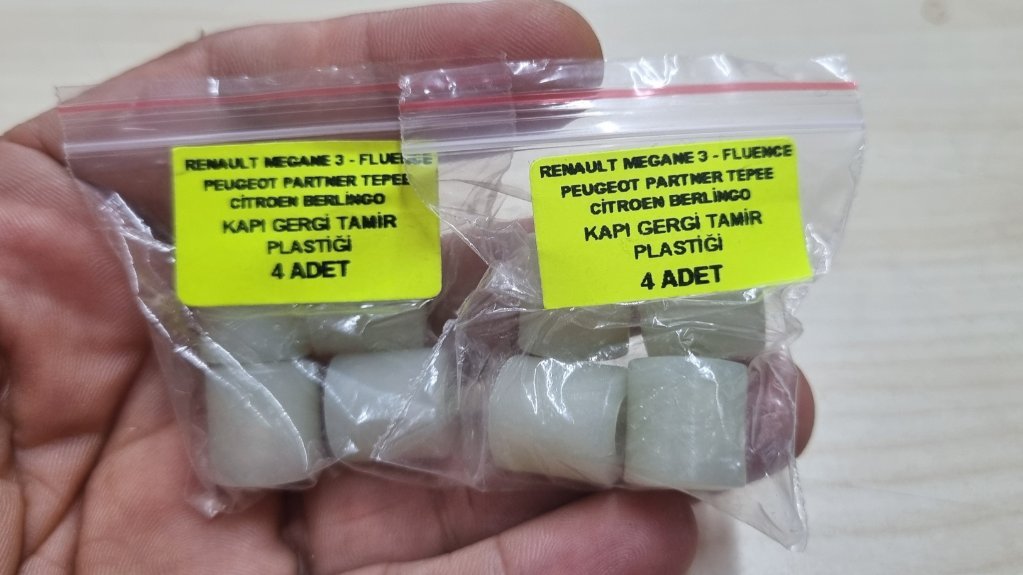 RENAULT MEGANE 3 - FLUENCE
PEUGEOT PARTNER TEPEE
CİTROEN BERLİNGO
KAPI GERGİ TAMİR
PLASTİĞİ
4 ADET
RENAULT MEGANE 3 - FLUENCE
PEUGEOT PARTNER TEPEE
CİTROEN BERLİNGO
KAPI GERGİ TAMİR
PLASTİĞİ
4 ADET